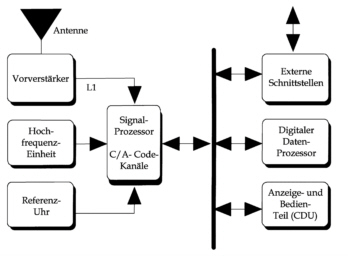 Antenne
Vorverstärker
L1
Hoch-
frequenz-
Einheit
Referenz-
Uhr
Signal-
Prozessor
C/A- Code-
Kanäle
Externe
Schnittstellen
Digitaler
Daten-
Prozessor
Anzeige- und
Bedien-
Teil (CDU)